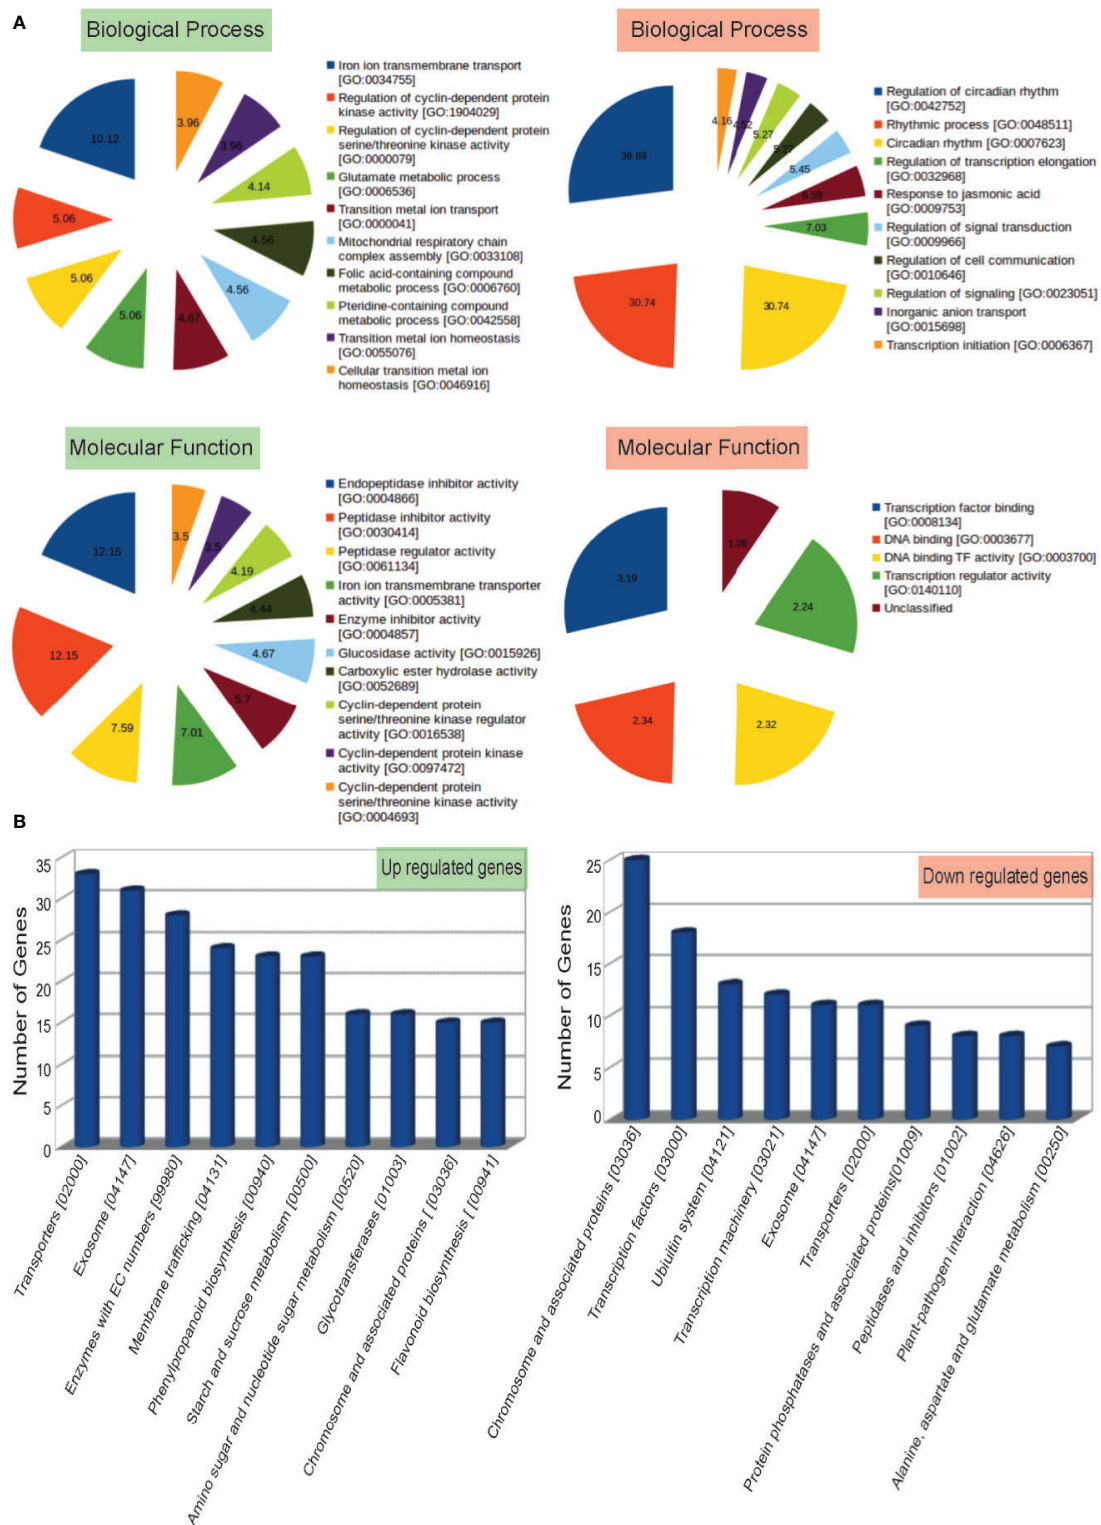 A
Biological Process
10.12
3.96
3.96
4.14
4.56
4.56
4.67
5.06
5.06
5.06
Iron ion transmembrane transport
[GO:0034755]
Regulation of cyclin-dependent protein
kinase activity [GO:1904029]
Regulation of cyclin-dependent protein
serine/threonine kinase activity
[GO:0000079]
Glutamate metabolic process
[GO:0006536]
Transition metal ion transport
[GO:0000041]
Mitochondrial respiratory chain
complex assembly [GO:0033108]
Folic acid-containing compound
metabolic process [GO:0006760]
Pteridine-containing compound
metabolic process [GO:0042558]
Transition metal ion homeostasis
[GO:0055076]
Cellular transition metal ion
homeostasis [GO:0046916]
Biological Process
36.89
4.16
4.52
5.27
5.27
5.45
6.59
7.03
30.74
30.74
Regulation of circadian rhythm
[GO:0042752]
Rhythmic process [GO:0048511]
Circadian rhythm [GO:0007623]
Regulation of transcription elongation
[GO:0032968]
Response to jasmonic acid
[GO:0009753]
Regulation of signal transduction
[GO:0009966]
Regulation of cell communication
[GO:0010646]
Regulation of signaling [GO:0023051]
Inorganic anion transport
[GO:0015698]
Transcription initiation [GO:0006367]
Molecular Function
12.15
3.5
3.5
4.19
4.44
4.67
5.7
7.01
7.59
12.15
Endopeptidase inhibitor activity
[GO:0004866]
Peptidase inhibitor activity
[GO:0030414]
Peptidase regulator activity
[GO:0061134]
Iron ion transmembrane transporter
activity [GO:0005381]
Enzyme inhibitor activity
[GO:0004857]
Glucosidase activity [GO:0015926]
Carboxylic ester hydrolase activity
[GO:0052689]
Cyclin-dependent protein
serine/threonine kinase regulator
activity [GO:0016538]
Cyclin-dependent protein kinase
activity [GO:0097472]
Cyclin-dependent protein
serine/threonine kinase activity
[GO:0004693]
Molecular Function
3.19
1.06
2.24
2.32
2.34
Transcription factor binding
[GO:0008134]
DNA binding [GO:0003677]
DNA binding TF activity [GO:0003700]
Transcription regulator activity
[GO:0140110]
Unclassified
B
Up regulated genes
Number of Genes
35
30
25
20
15
10
5
0
Transporters [02000]
Exosome [04147]
Enzymes with EC numbers [99980]
Membrane trafficking [04131]
Phenylpropanoid biosynthesis [00940]
Starch and sucrose metabolism [00500]
Amino sugar and nucleotide sugar metabolism [00520]
Glycotransferases [01003]
Chromosome and associated proteins [ [03036]
Flavonoid biosynthesis [ [00941]
Down regulated genes
Number of Genes
25
20
15
10
5
0
Chromosome and associated proteins [03036]
Transcription factors [03000]
Ubiuitin system [04121]
Transcription machinery [03021]
Exosome [04147]
Transporters [02000]
Protein phosphatases and associated proteins[01009]
Peptidases and inhibitors [01002]
Plant-pathogen interaction [04626]
Alanine, aspartate and glutamate metabolism [00250]